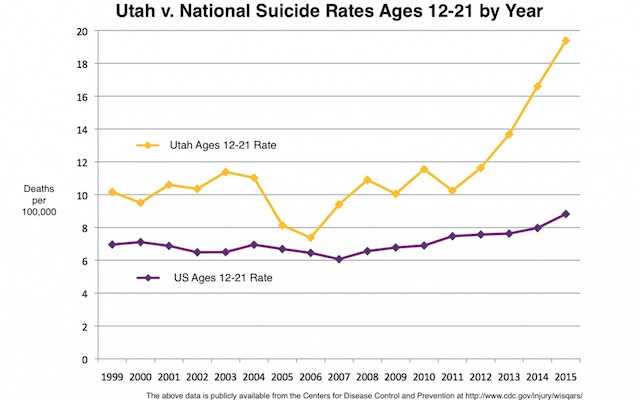 Utah v. National Suicide Rates Ages 12-21 by Year
20
18
16
14
12
10
8
6
4
2
0
Deaths
per
100,000
Utah Ages 12-21 Rate
US Ages 12-21 Rate
1999 2000 2001 2002 2003 2004 2005 2006 2007 2008 2009 2010 2011 2012 2013 2014 2015
The above data is publicly available from the Centers for Disease Control and Prevention at http://www.cdc.gov/injury/wisqars/